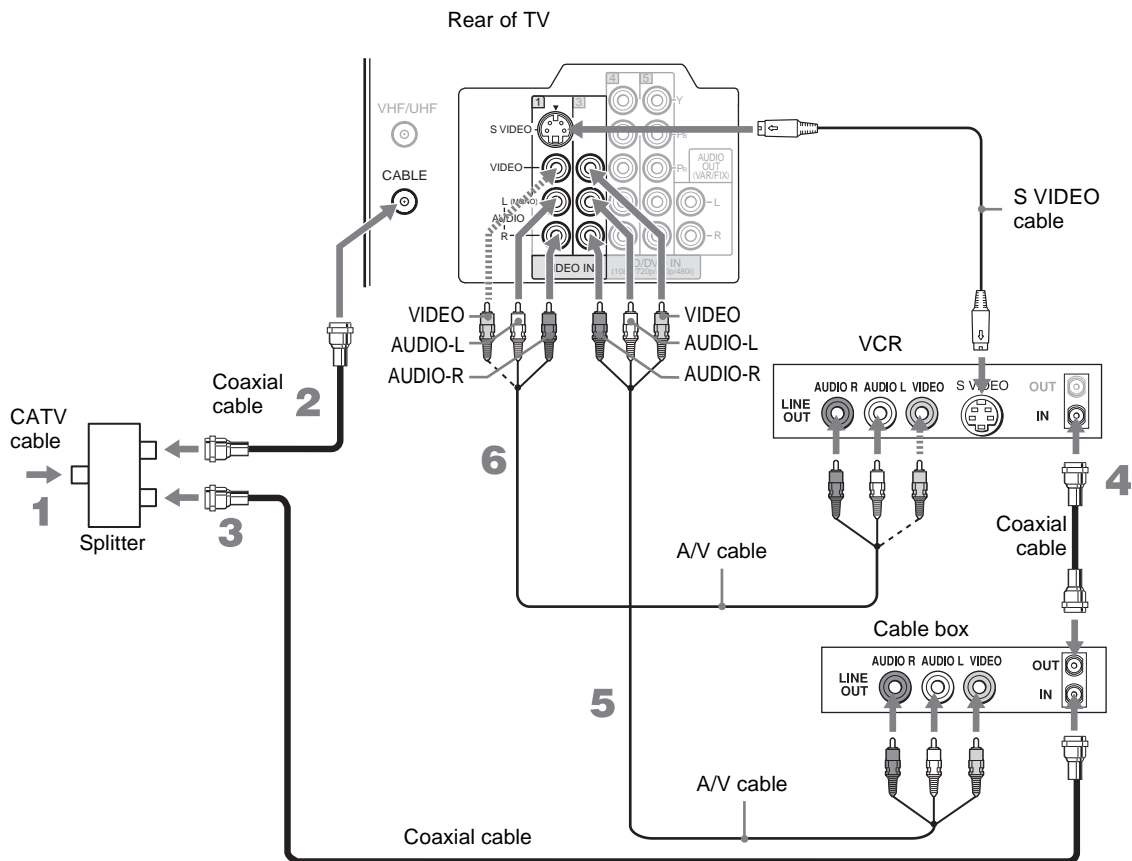 Rear of TV
VHF/UHF
CABLE
1
3
4
5
S VIDEO
VIDEO
L (MONO)
AUDIO
R
Y
PB
PR
AUDIO
OUT
(VAR/FIX)
L
R
VIDEO IN
S VIDEO
cable
VIDEO
AUDIO-L
AUDIO-R
VIDEO
AUDIO-L
AUDIO-R
VCR
AUDIO R
AUDIO L
VIDEO
S VIDEO
OUT
IN
LINE
OUT
Coaxial
cable
2
CATV
cable
1
Splitter
3
6
4
Coaxial
cable
A/V cable
Cable box
AUDIO R
AUDIO L
VIDEO
LINE
OUT
OUT
IN
5
A/V cable
Coaxial cable